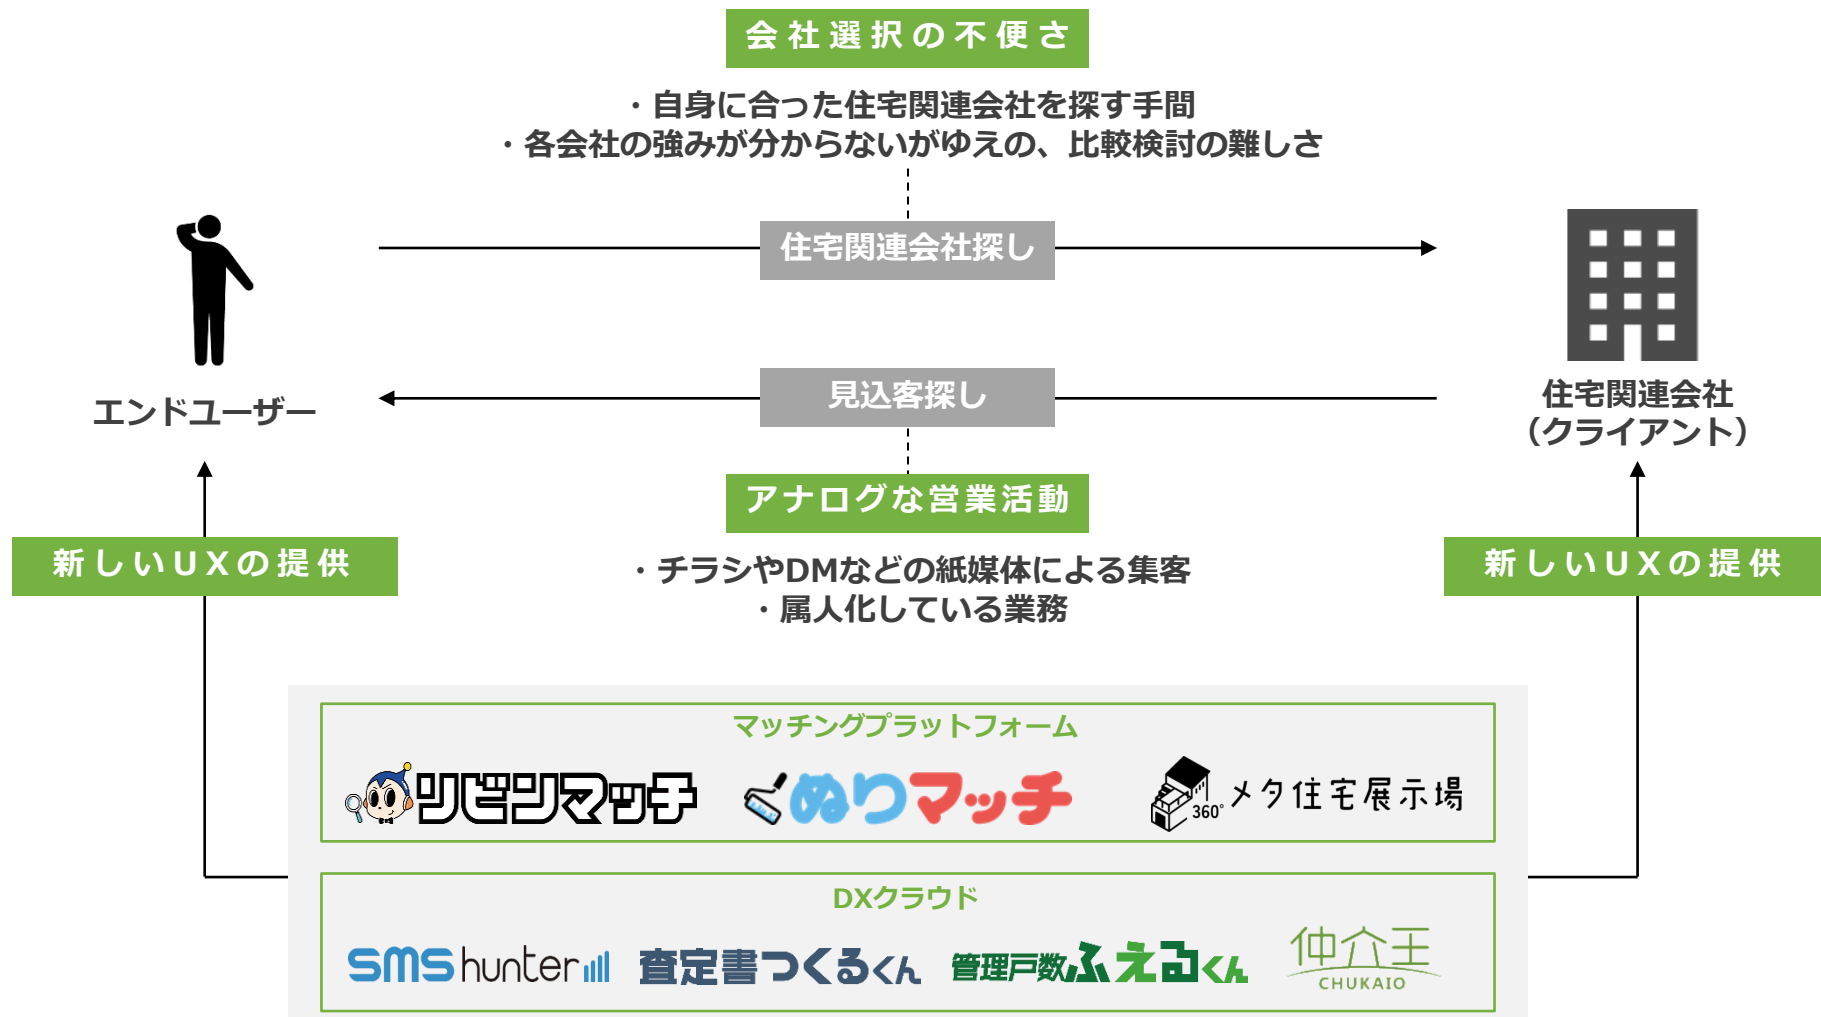 会社選択の不便さ
・自身に合った住宅関連会社を探す手間
・各会社の強みが分からないがゆえの、比較検討の難しさ
住宅関連会社探し
見込客探し
エンドユーザー
住宅関連会社
（クライアント）
アナログな営業活動
・チラシやDMなどの紙媒体による集客
・属人化している業務
新しいUXの提供
新しいUXの提供
マッチングプラットフォーム
リビンマッチ
ぬりマッチ
360°メタ住宅展示場
DXクラウド
SMS hunter
査定書つくるくん
管理戸数ふえるくん
仲介王
CHUKAIO